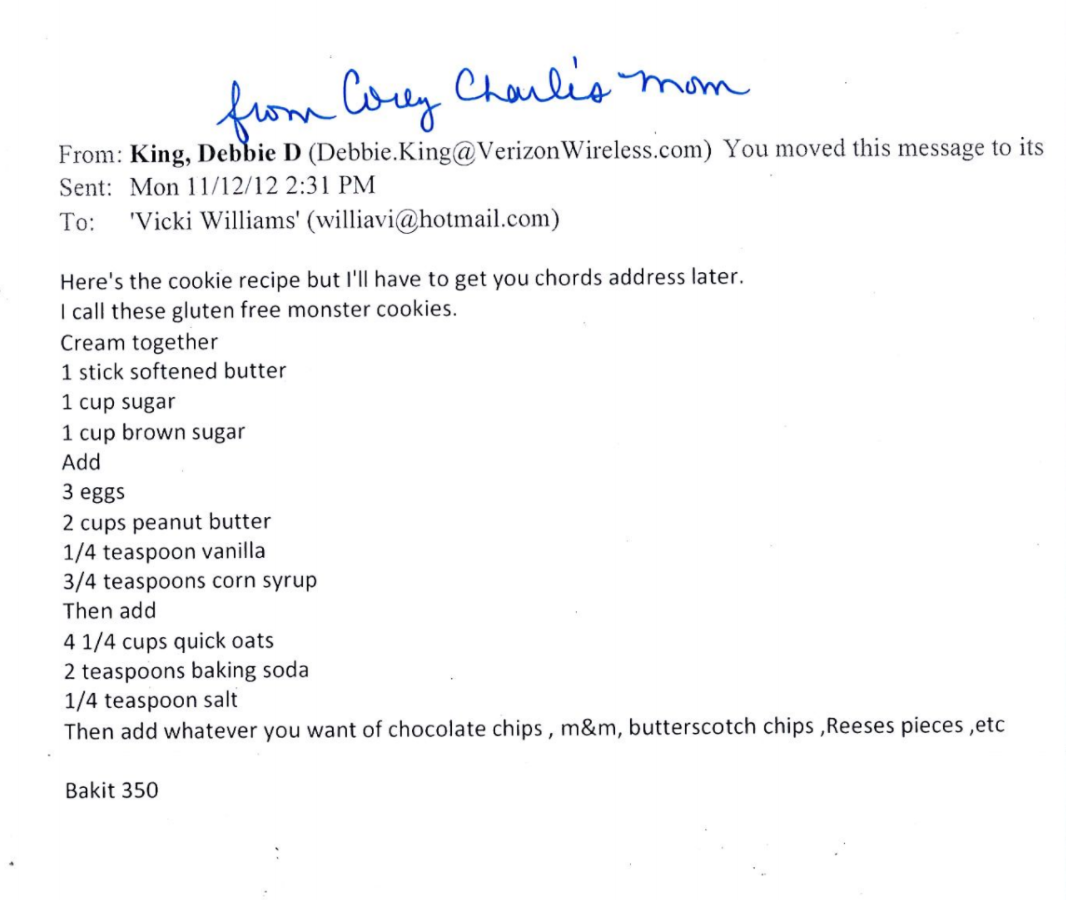 from Corey Charlie's mom
From: King, Debbie D (Debbie.King@VerizonWireless.com) You moved this message to its
Sent: Mon 11/12/12 2:31 PM
To: 'Vicki Williams' (williavi@hotmail.com)
Here's the cookie recipe but I'll have to get you chords address later.
I call these gluten free monster cookies.
Cream together
1 stick softened butter
1 cup sugar
1 cup brown sugar
Add
3 eggs
2 cups peanut butter
1/4 teaspoon vanilla
3/4 teaspoons corn syrup
Then add
4 1/4 cups quick oats
2 teaspoons baking soda
1/4 teaspoon salt
Then add whatever you want of chocolate chips , m&m, butterscotch chips ,Reeses pieces ,etc
Bakit 350